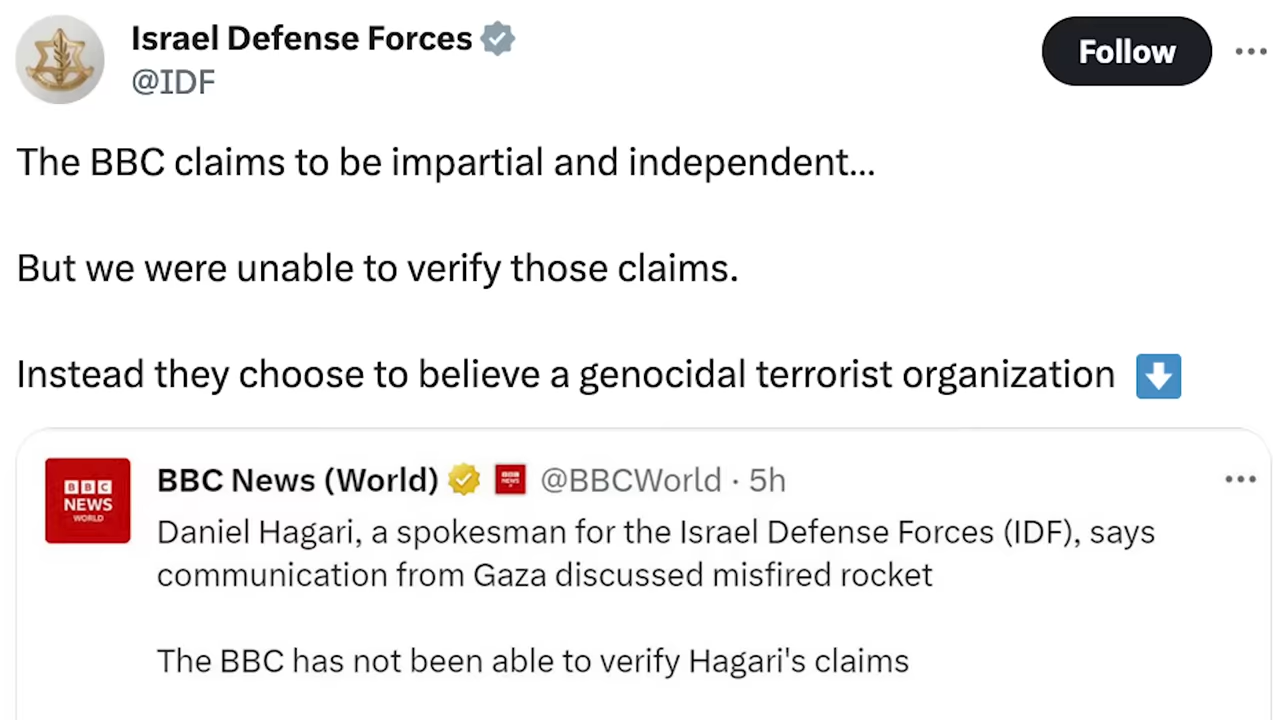 Israel Defense Forces
@IDF
Follow
The BBC claims to be impartial and independent...
But we were unable to verify those claims.
Instead they choose to believe a genocidal terrorist organization
BBC
NEWS
WORLD
BBC News (World) BBC NEWS @BBCWorld · 5h
Daniel Hagari, a spokesman for the Israel Defense Forces (IDF), says
communication from Gaza discussed misfired rocket
The BBC has not been able to verify Hagari's claims